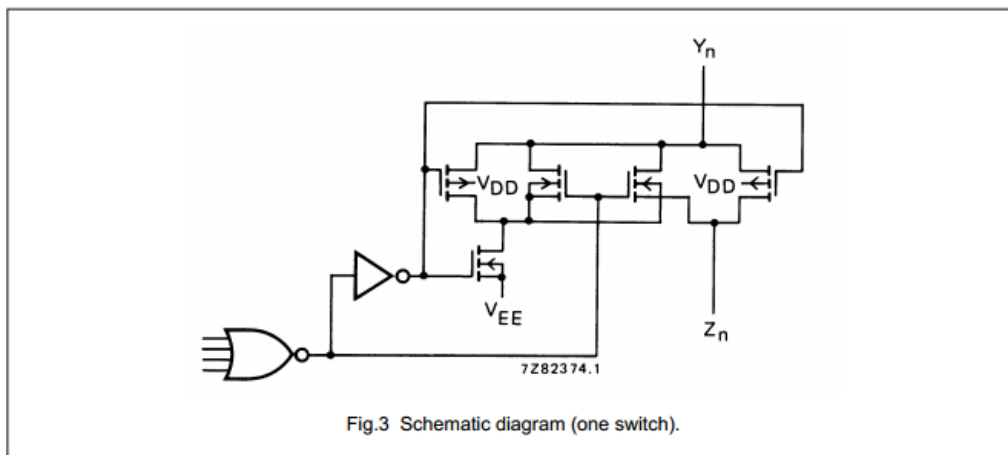 Yn
VDD
VDD
VEE
Zn
7Z82374.1
Fig.3 Schematic diagram (one switch).